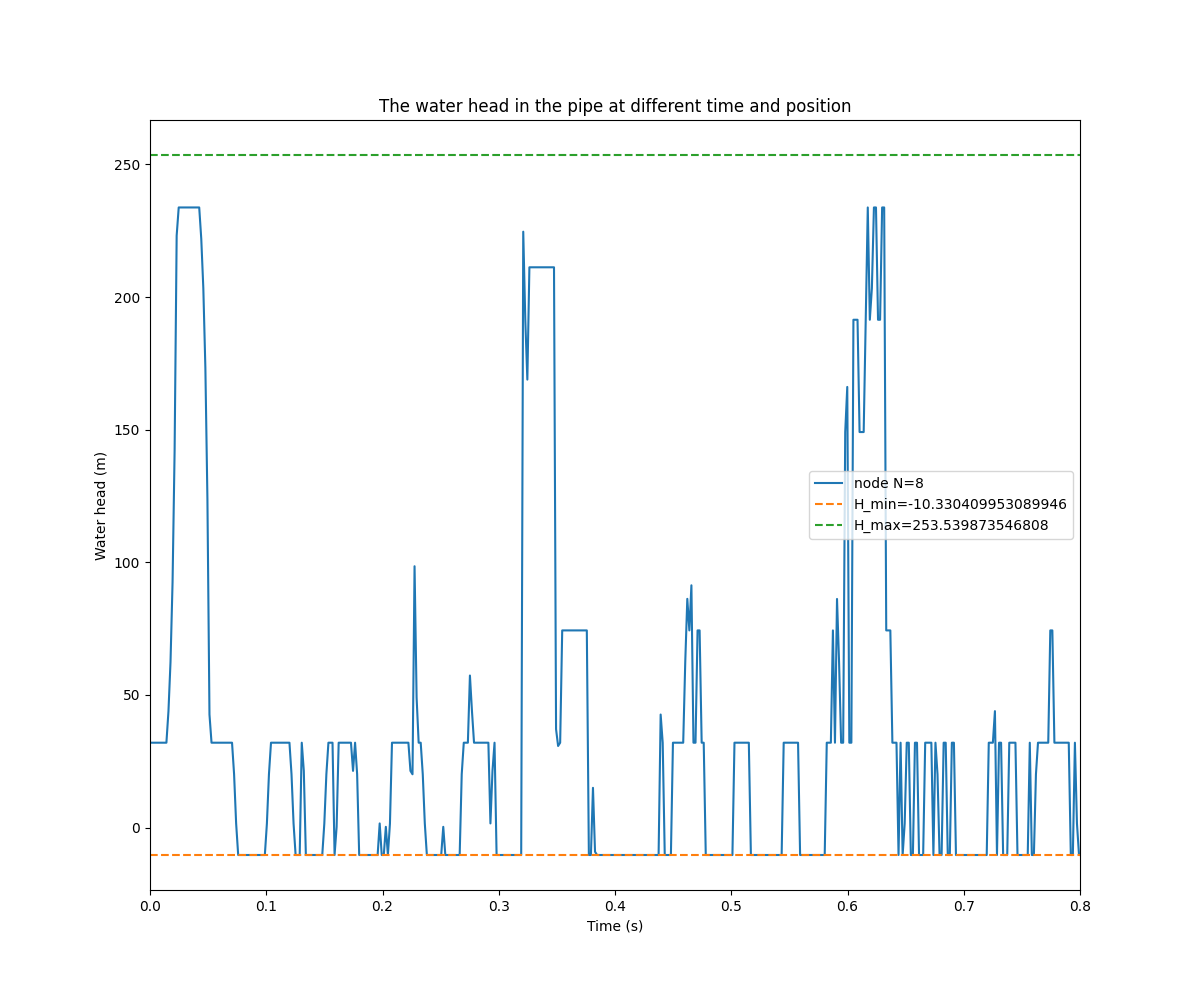 The water head in the pipe at different time and position
250
200
150
100
50
0
Water head (m)
node N=8
H_min=-10.330409953089946
H_max=253.539873546808
0.0 0.1 0.2 0.3 0.4 0.5 0.6 0.7 0.8
Time (s)